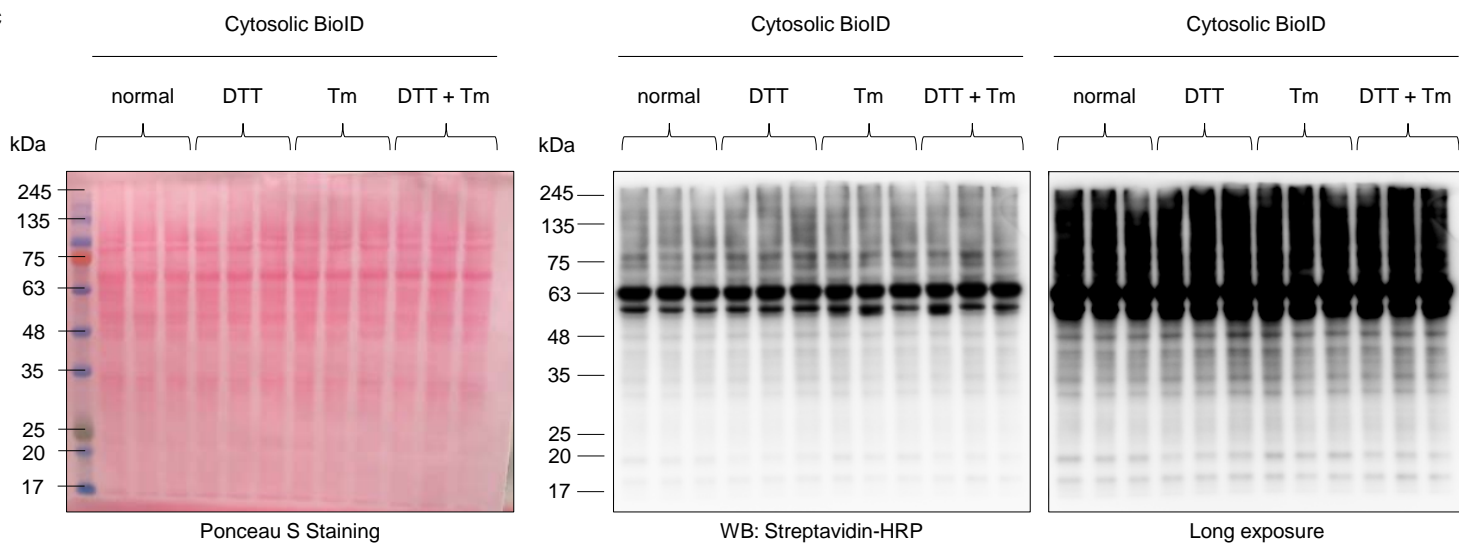 c
Cytosolic BioID
normal DTT Tm DTT + Tm
kDa
245
135
75
63
48
35
25
20
17
Ponceau S Staining
Cytosolic BioID
normal DTT Tm DTT + Tm
kDa
245
135
75
63
48
35
25
20
17
WB: Streptavidin-HRP
Cytosolic BioID
normal DTT Tm DTT + Tm
Long exposure